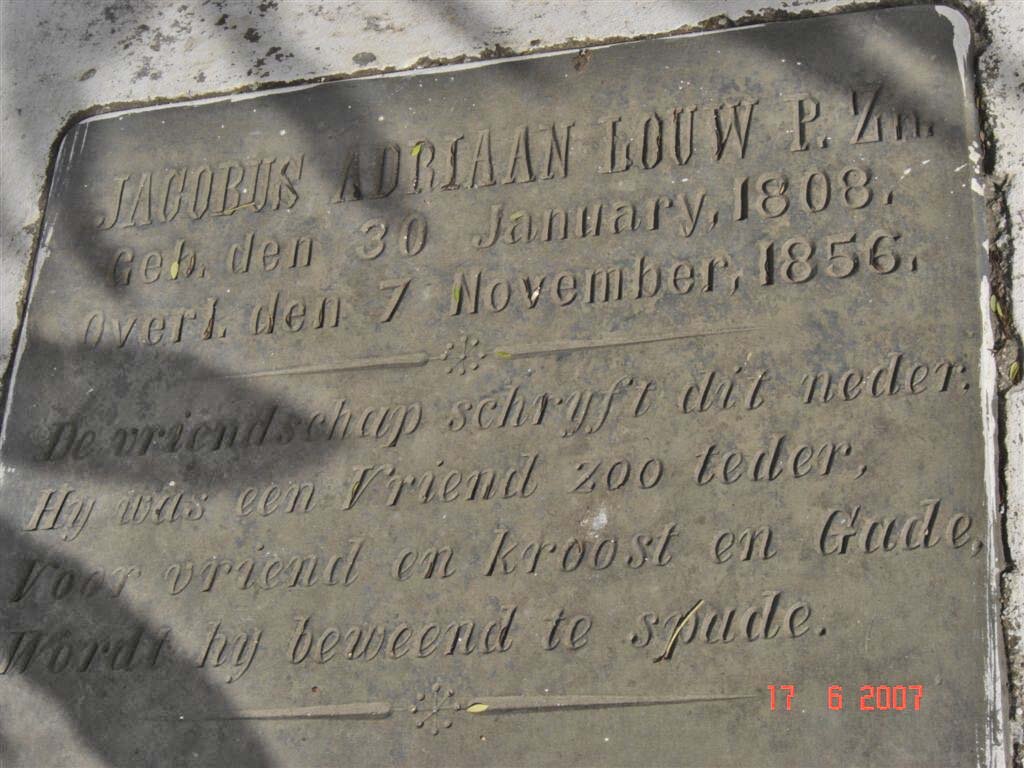 JACOBUS ADRIAAN LOUW P. Zn.
Geb. den 30 January, 1808.
Overl. den 7 November, 1856.
De vriendschap schryft dit neder.
Hy was een Vriend zoo teder,
Voor vriend en kroost en Gade,
Wordt hy beweend te spade.
17 6 2007